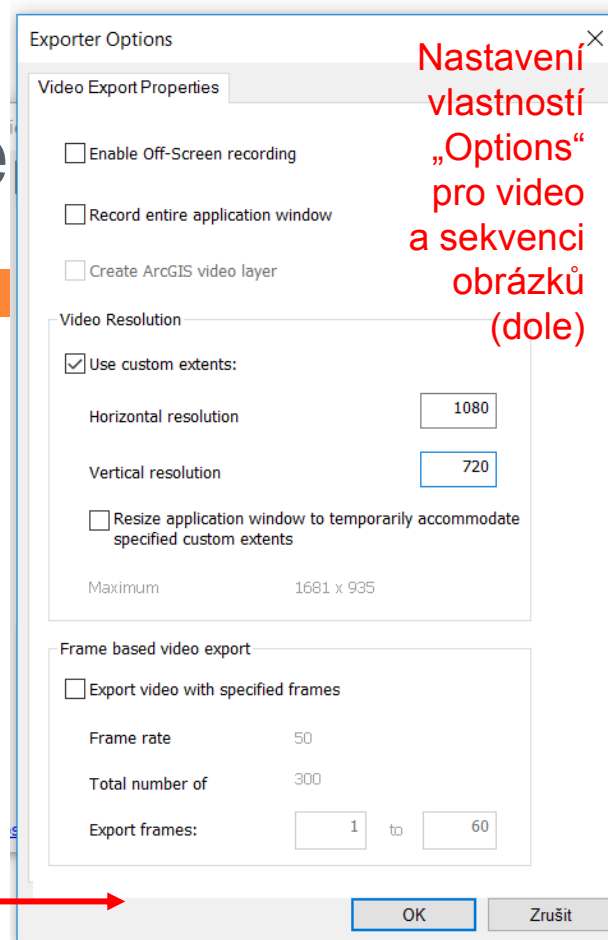 Exporter Options
Nastavení
vlastností
„Options“
pro video
a sekvenci
obrázků
(dole)
Video Export Properties
Enable Off-Screen recording
Record entire application window
Create ArcGIS video layer
Video Resolution
Use custom extents:
Horizontal resolution 1080
Vertical resolution 720
Resize application window to temporarily accommodate
specified custom extents
Maximum 1681 x 935
Frame based video export
Export video with specified frames
Frame rate 50
Total number of 300
Export frames: 1 to 60
OK Zrušit